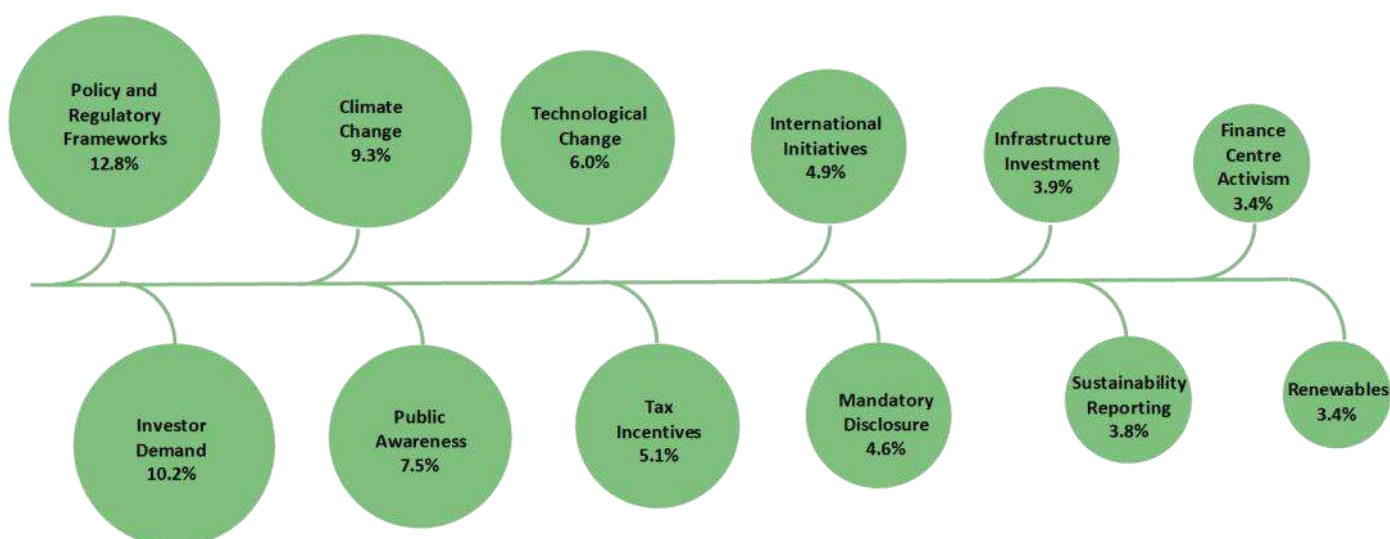 Policy and
Regulatory
Frameworks
12.8%
Climate
Change
9.3%
Technological
Change
6.0%
International
Initiatives
4.9%
Infrastructure
Investment
3.9%
Finance
Centre
Activism
3.4%
Investor
Demand
10.2%
Public
Awareness
7.5%
Tax
Incentives
5.1%
Mandatory
Disclosure
4.6%
Sustainability
Reporting
3.8%
Renewables
3.4%